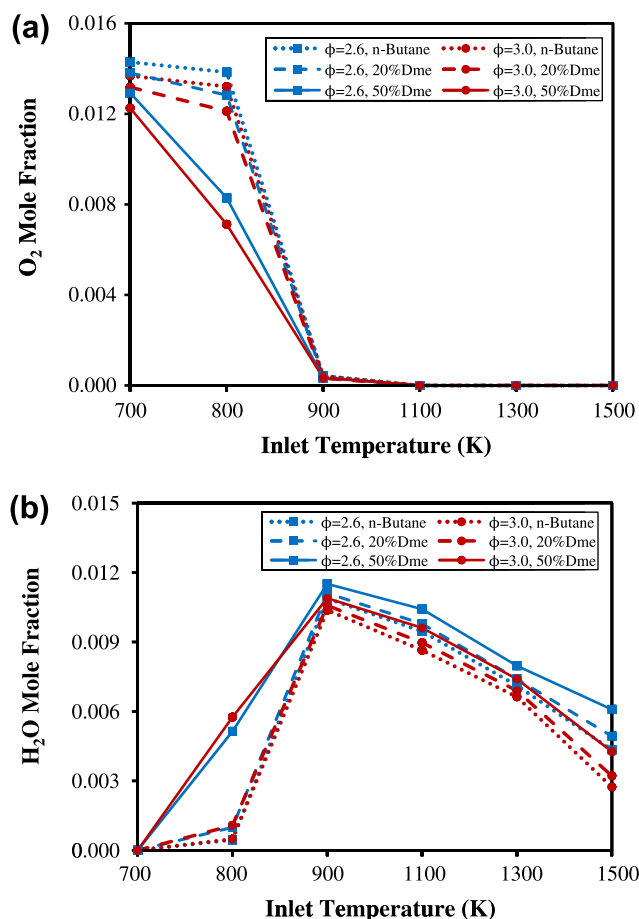 (a)
0.016
0.012
0.008
0.004
0.000
O2 Mole Fraction
ϕ=2.6, n-Butane
ϕ=3.0, n-Butane
ϕ=2.6, 20%Dme
ϕ=3.0, 20%Dme
ϕ=2.6, 50%Dme
ϕ=3.0, 50%Dme
700 800 900 1100 1300 1500
Inlet Temperature (K)
(b)
0.015
0.012
0.009
0.006
0.003
0.000
H2O Mole Fraction
ϕ=2.6, n-Butane
ϕ=3.0, n-Butane
ϕ=2.6, 20%Dme
ϕ=3.0, 20%Dme
ϕ=2.6, 50%Dme
ϕ=3.0, 50%Dme
700 800 900 1100 1300 1500
Inlet Temperature (K)